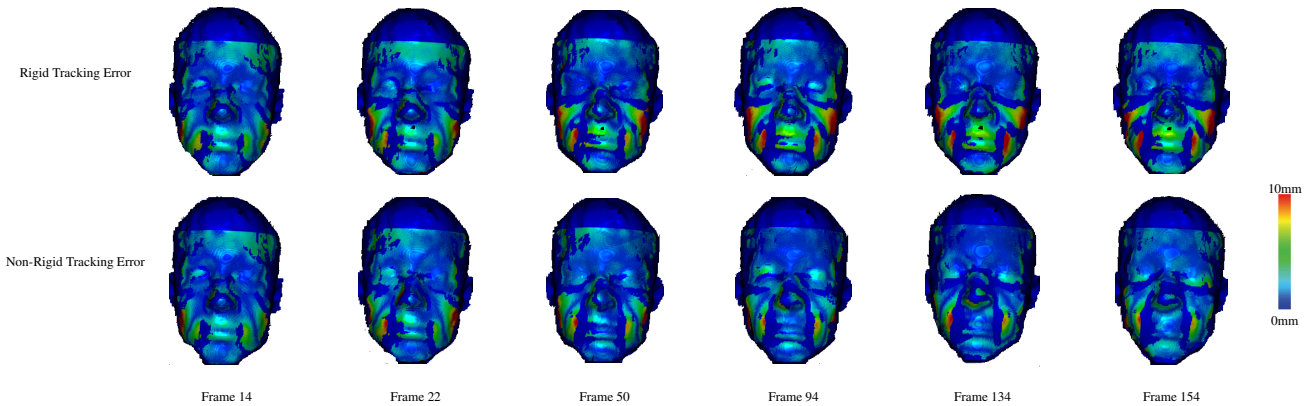 Rigid Tracking Error
10mm
Non-Rigid Tracking Error
0mm
Frame 14
Frame 22
Frame 50
Frame 94
Frame 134
Frame 154